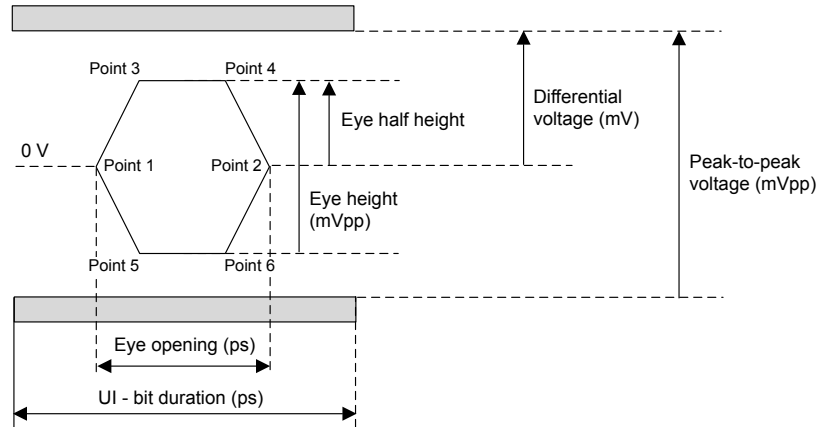 Point 3
Point 4
Eye half height
Differential
voltage (mV)
0 V
Point 1
Point 2
Peak-to-peak
voltage (mVpp)
Eye height
(mVpp)
Point 5
Point 6
Eye opening (ps)
UI - bit duration (ps)